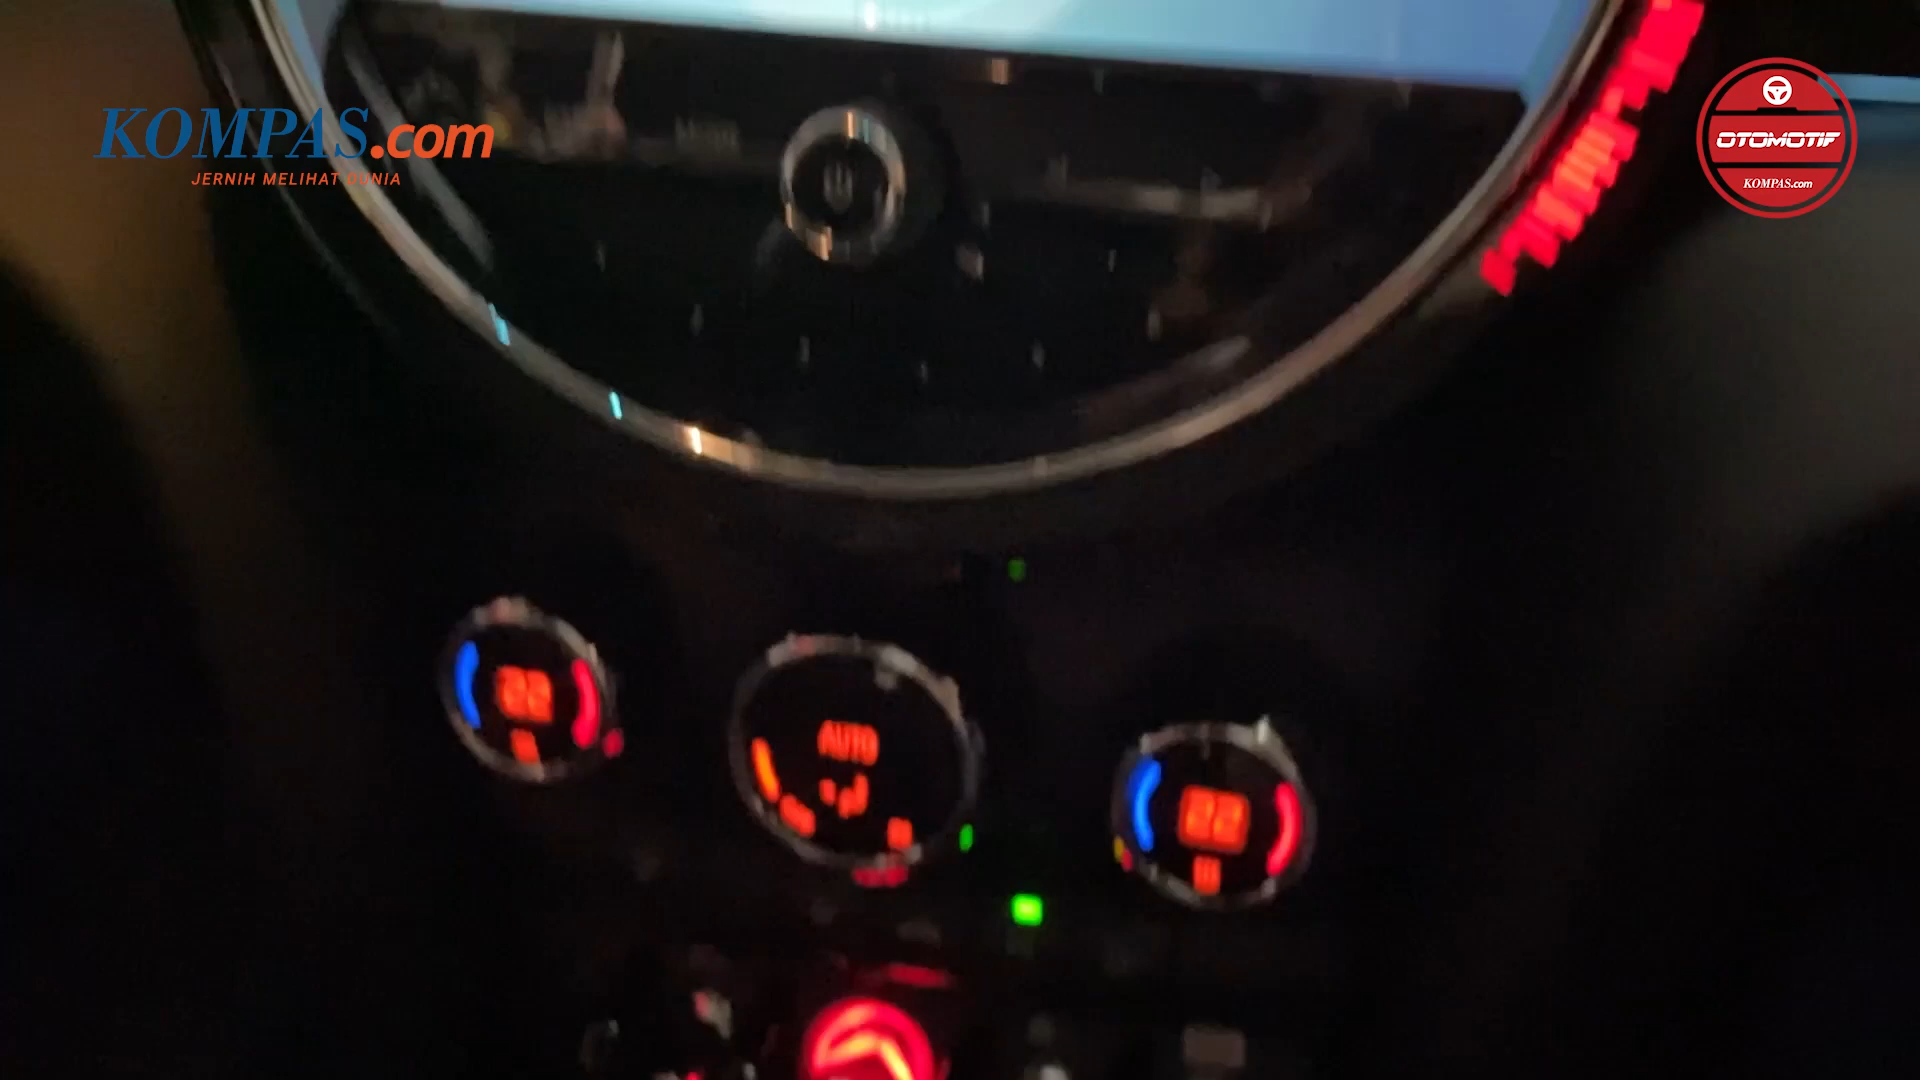 KOMPAS.com
JERNIH MELIHAT DUNIA
OTOMOTIF
KOMPAS.com
22
AUTO
22